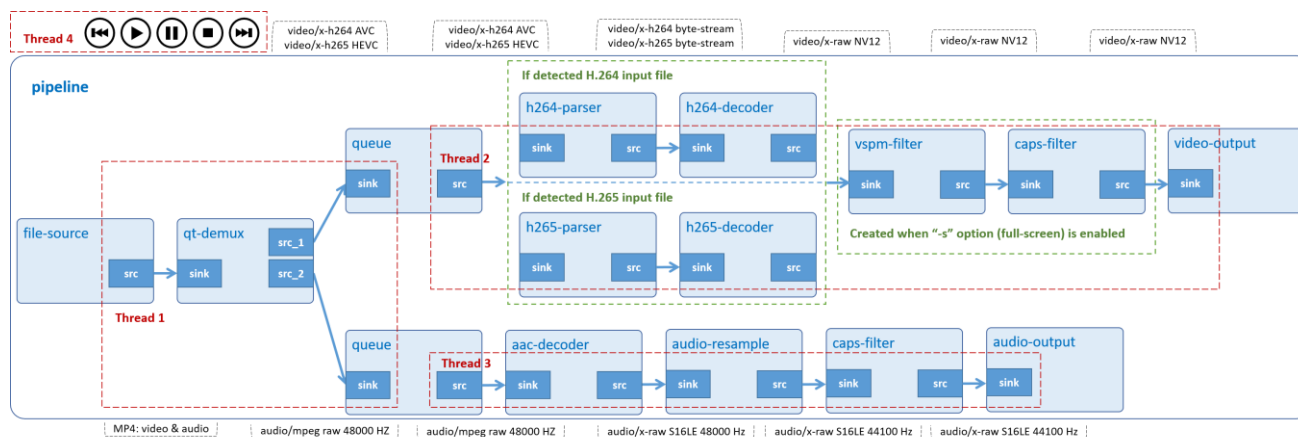 Thread 4
video/x-h264 AVC
video/x-h265 HEVC
video/x-h264 AVC
video/x-h265 HEVC
video/x-h264 byte-stream
video/x-h265 byte-stream
video/x-raw NV12
video/x-raw NV12
video/x-raw NV12
pipeline
If detected H.264 input file
h264-parser
sink
src
h264-decoder
sink
src
queue
sink
Thread 2
src
vspm-filter
sink
src
caps-filter
sink
src
video-output
sink
If detected H.265 input file
h265-parser
sink
src
h265-decoder
sink
src
Created when “-s” option (full-screen) is enabled
file-source
src
qt-demux
src_1
src_2
sink
Thread 1
queue
sink
Thread 3
src
aac-decoder
sink
src
audio-resample
sink
src
caps-filter
sink
src
audio-output
sink
MP4: video & audio
audio/mpeg raw 48000 HZ
audio/mpeg raw 48000 HZ
audio/x-raw S16LE 48000 Hz
audio/x-raw S16LE 44100 Hz
audio/x-raw S16LE 44100 Hz